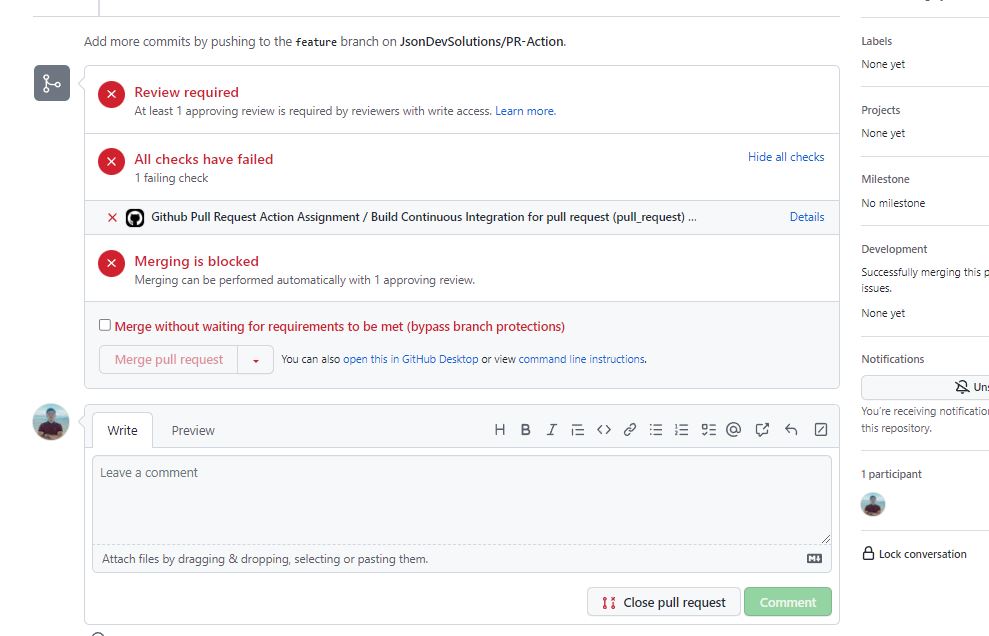 Add more commits by pushing to the feature branch on JsonDevSolutions/PR-Action.
Review required
At least 1 approving review is required by reviewers with write access. Learn more.
All checks have failed
Hide all checks
1 failing check
Github Pull Request Action Assignment / Build Continuous Integration for pull request (pull_request) ...
Details
Merging is blocked
Merging can be performed automatically with 1 approving review.
Merge without waiting for requirements to be met (bypass branch protections)
Merge pull request
You can also open this in GitHub Desktop or view command line instructions.
Write
Preview
Leave a comment
Attach files by dragging & dropping, selecting or pasting them.
Close pull request
Comment
Labels
None yet
Projects
None yet
Milestone
No milestone
Development
Successfully merging this p
issues.
None yet
Notifications
Uns
You're receiving notification
this repository.
1 participant
Lock conversation